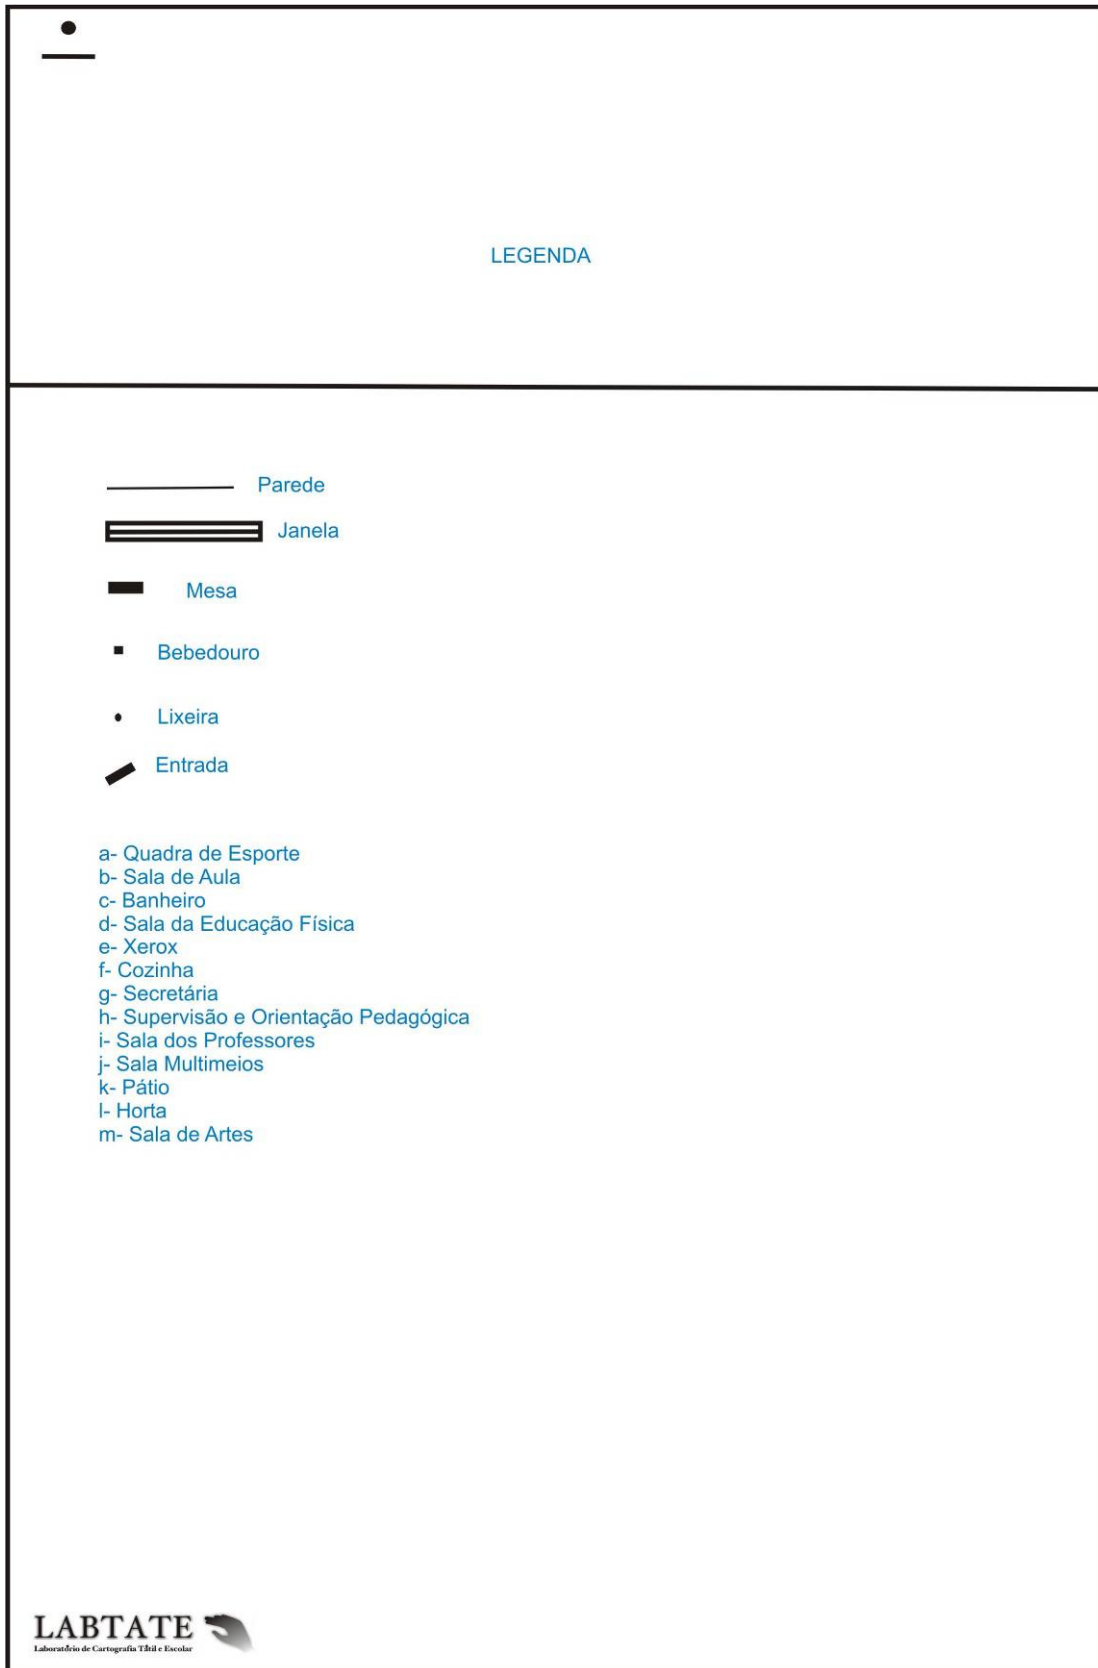 LEGENDA
Parede
Janela
Mesa
Bebedouro
Lixeira
Entrada
a- Quadra de Esporte
b- Sala de Aula
c- Banheiro
d- Sala da Educação Física
e- Xerox
f- Cozinha
g- Secretária
h- Supervisão e Orientação Pedagógica
i- Sala dos Professores
j- Sala Multimeios
k- Pátio
l- Horta
m- Sala de Artes
LABTATE
Laboratório de Cartografia Tátil e Escolar